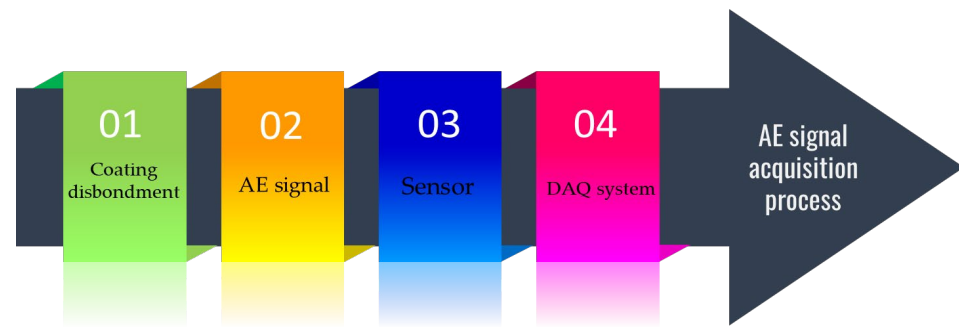 01
Coating
disbondment
02
AE signal
03
Sensor
04
DAQ system
AE signal
acquisition
process